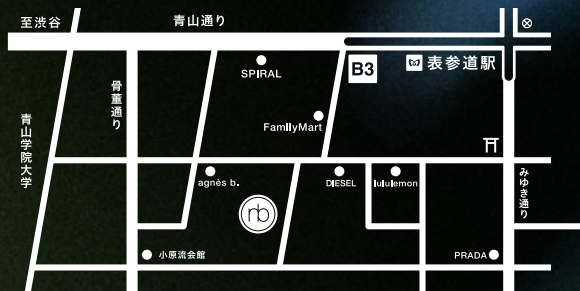 至渋谷
青山通り
SPIRAL
B3
表参道駅
骨董通り
FamilyMart
青山学院大学
agnès b.
DIESEL
lululemon
みゆき通り
nb
小原流会館
PRADA